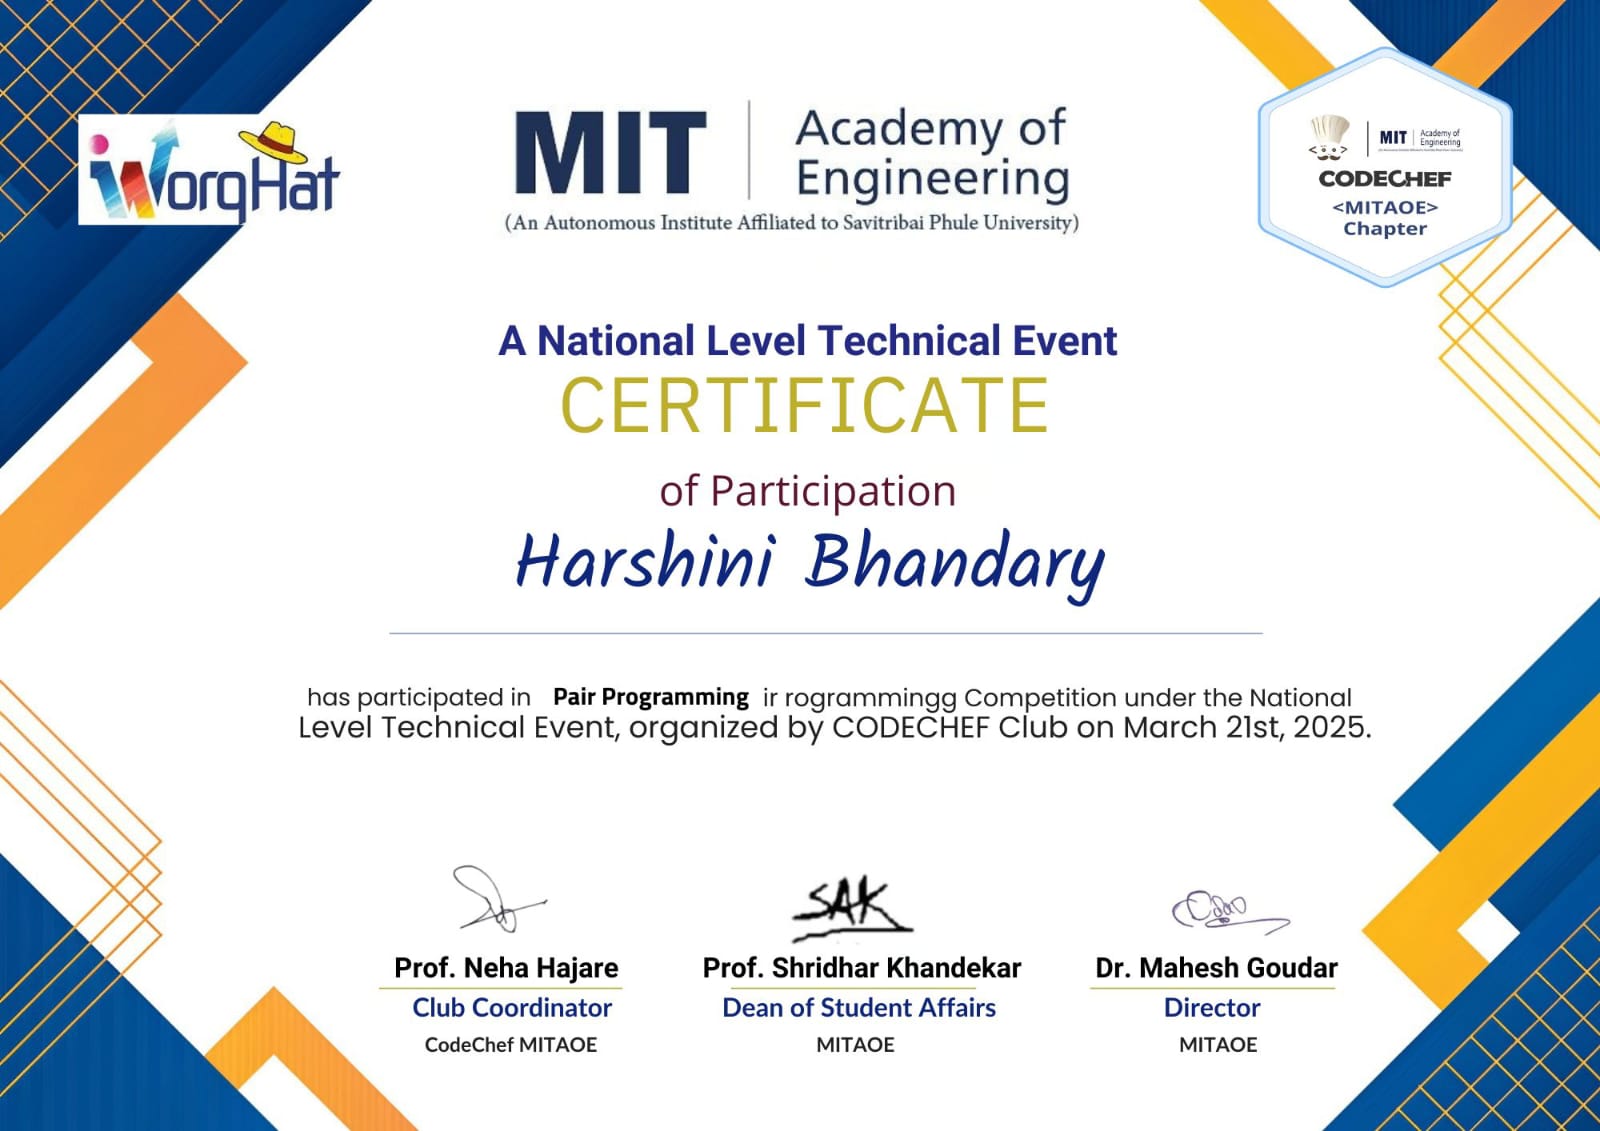 WorqHat
MIT
Academy of
Engineering
(An Autonomous Institute Affiliated to Savitribai Phule University)
MIT
Academy of
Engineering
CODECHEF
<MITAOE>
Chapter
A National Level Technical Event
CERTIFICATE
of Participation
Harshini Bhandary
has participated in Pair Programming ir rogrammingg Competition under the National
Level Technical Event, organized by CODECHEF Club on March 21st, 2025.
SAK
Prof. Neha Hajare
Club Coordinator
CodeChef MITAOE
Prof. Shridhar Khandekar
Dean of Student Affairs
MITAOE
Dr. Mahesh Goudar
Director
MITAOE